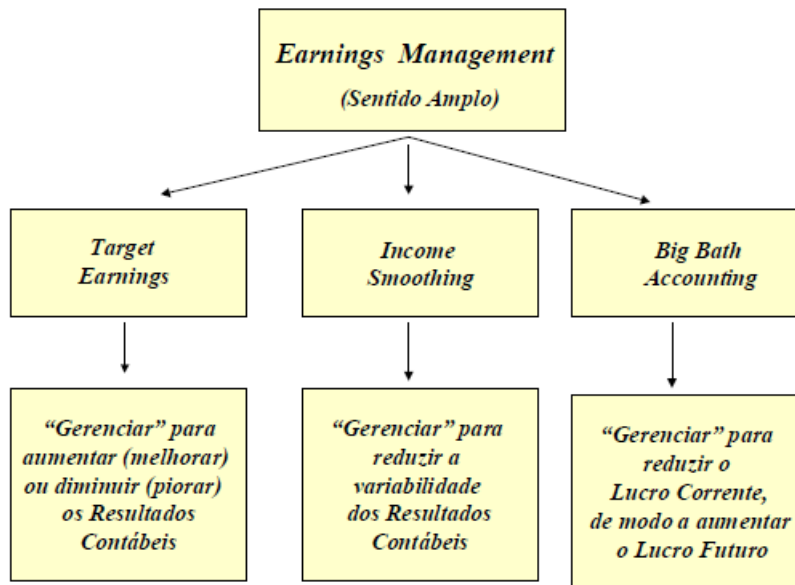 Earnings Management
(Sentido Amplo)
Target
Earnings
Income
Smoothing
Big Bath
Accounting
“Gerenciar” para
aumentar (melhorar)
ou diminuir (piorar)
os Resultados
Contábeis
“Gerenciar” para
reduzir a
variabilidade
dos Resultados
Contábeis
“Gerenciar” para
reduzir o
Lucro Corrente,
de modo a aumentar
o Lucro Futuro